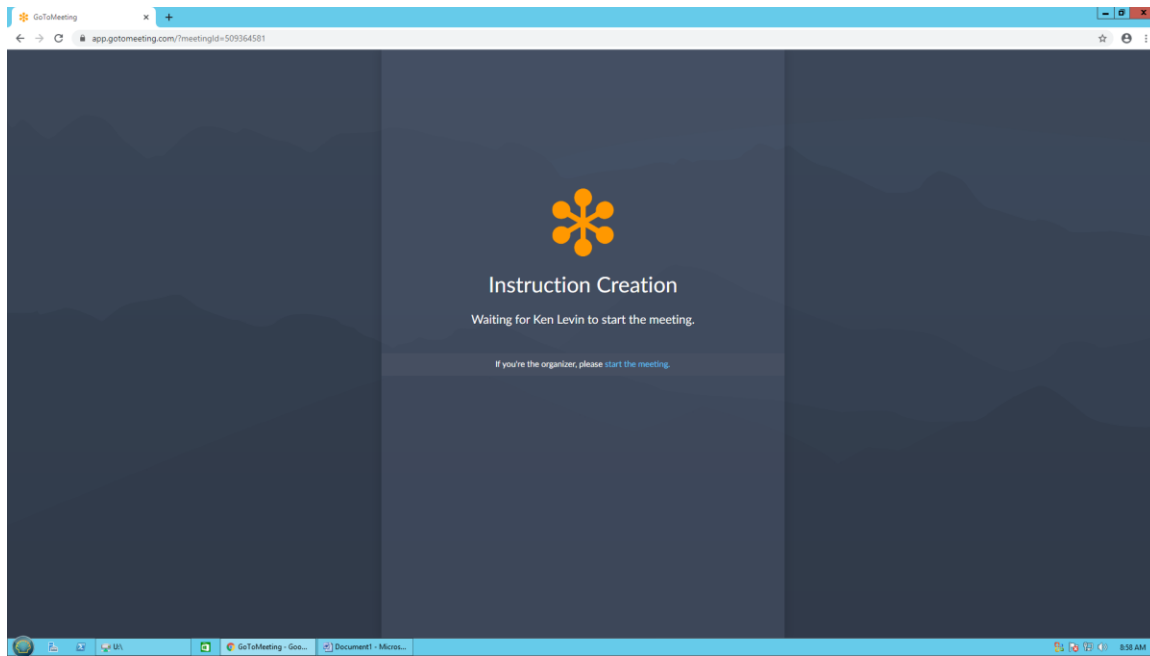 GoToMeeting
app.gotomeeting.com/?meetingId=509364581
Instruction Creation
Waiting for Ken Levin to start the meeting.
If you're the organizer, please start the meeting.
U:\
GoToMeeting - Goo...
Document1 - Micros...
8:58 AM